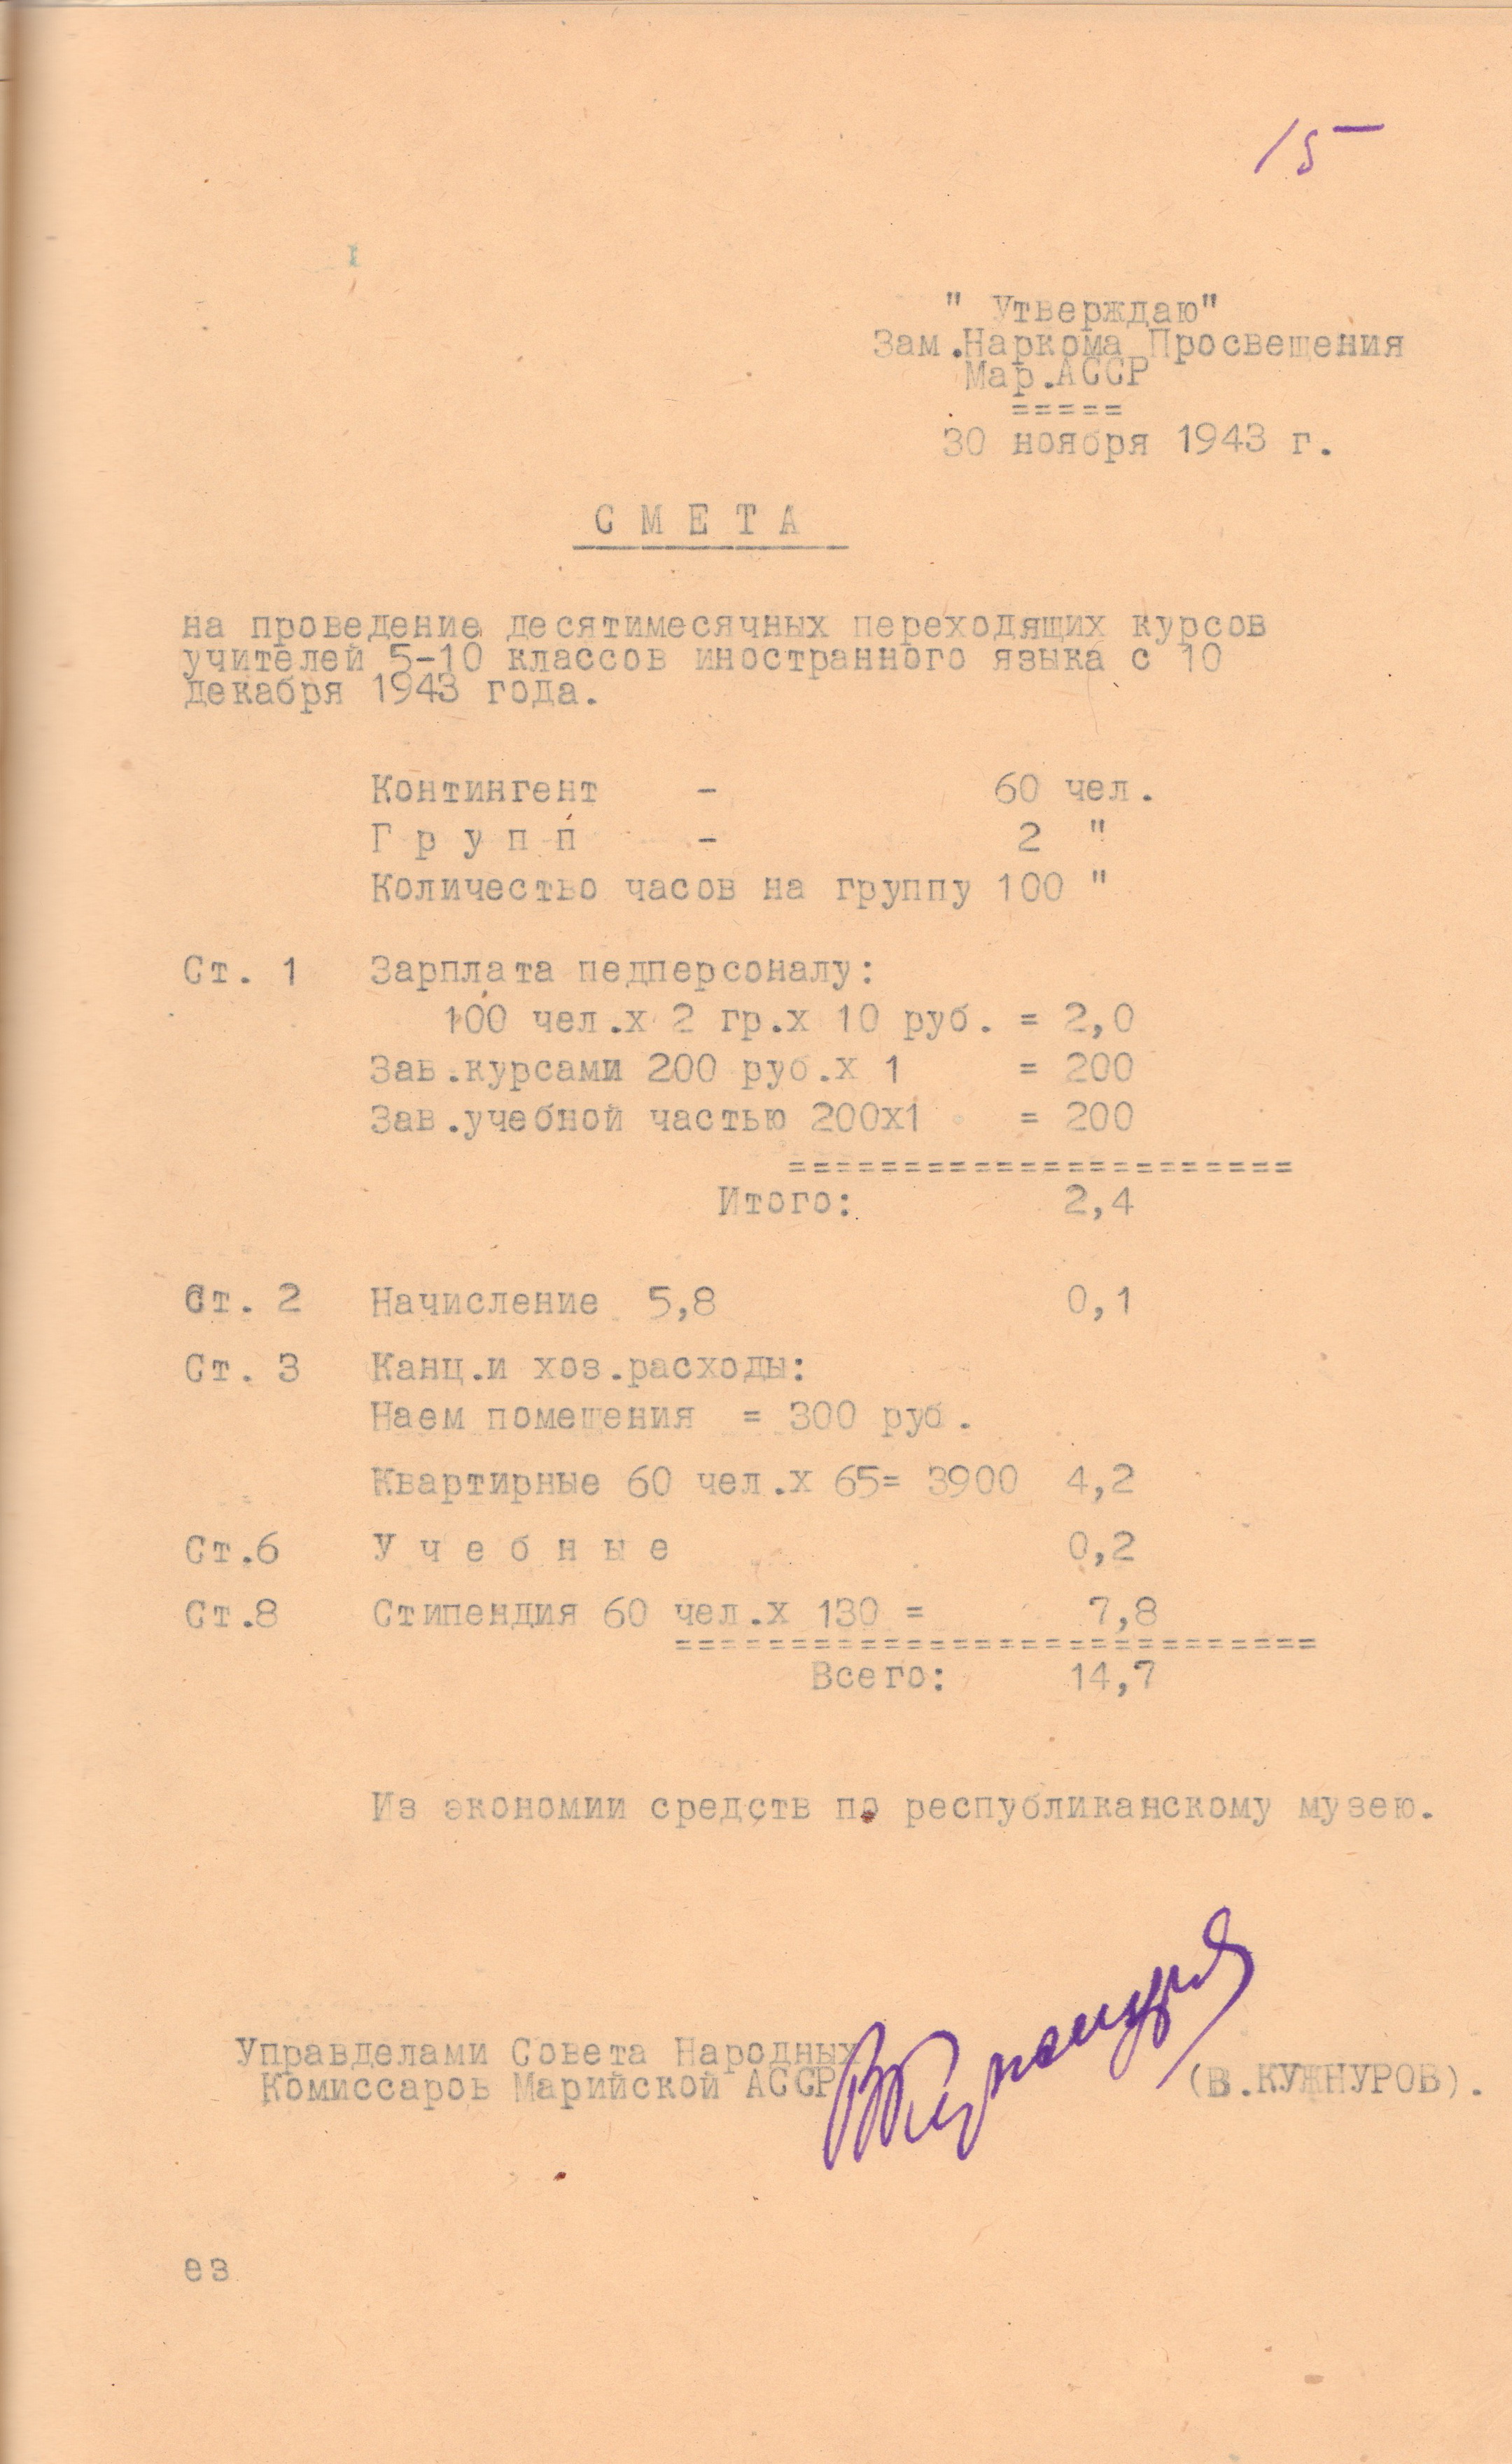 15
" Утверждаю"
Зам.Наркома Просвещения
Мар.АССР
=====
30 ноября 1943 г.
С М Е Т А
на проведение десятимесячных переходящих курсов
учителей 5-10 классов иностранного языка с 10
декабря 1943 года.
Контингент - 60 чел.
Г р у п п - 2 "
Количество часов на группу 100 "
Ст. 1 Зарплата педперсоналу:
100 чел.х 2 гр.х 10 руб. = 2,0
Зав.курсами 200 руб.х 1 = 200
Зав.учебной частью 200х1 = 200
======================
Итого: 2,4
Ст. 2 Начисление 5,8 0,1
Ст. 3 Канц.и хоз.расходы:
Наем помещения = 300 руб.
Квартирные 60 чел.х 65= 3900 4,2
Ст.6 У ч е б н ы е 0,2
Ст.8 Стипендия 60 чел.х 130 = 7,8
============================
Всего: 14,7
Из экономии средств по республиканскому музею.
Управделами Совета Народных
Комиссаров Марийской АССР (В.КУЖНУРОВ).
ез